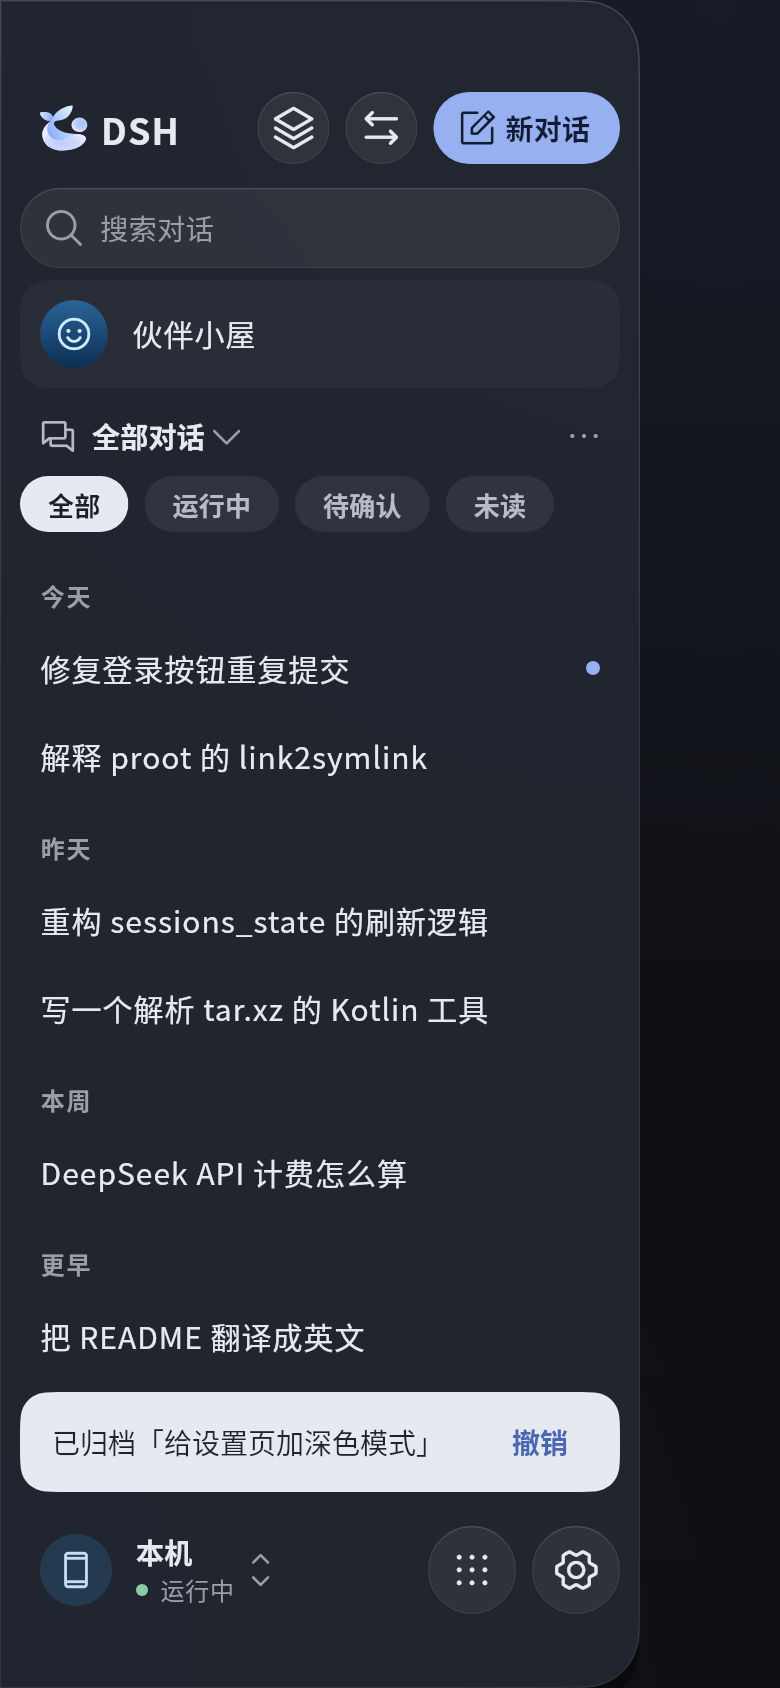 DSH
新对话
搜索对话
伙伴小屋
全部对话
全部
运行中
待确认
未读
今天
修复登录按钮重复提交
解释 proot 的 link2symlink
昨天
重构 sessions_state 的刷新逻辑
写一个解析 tar.xz 的 Kotlin 工具
本周
DeepSeek API 计费怎么算
更早
把 README 翻译成英文
已归档「给设置页加深色模式」
撤销
本机
运行中